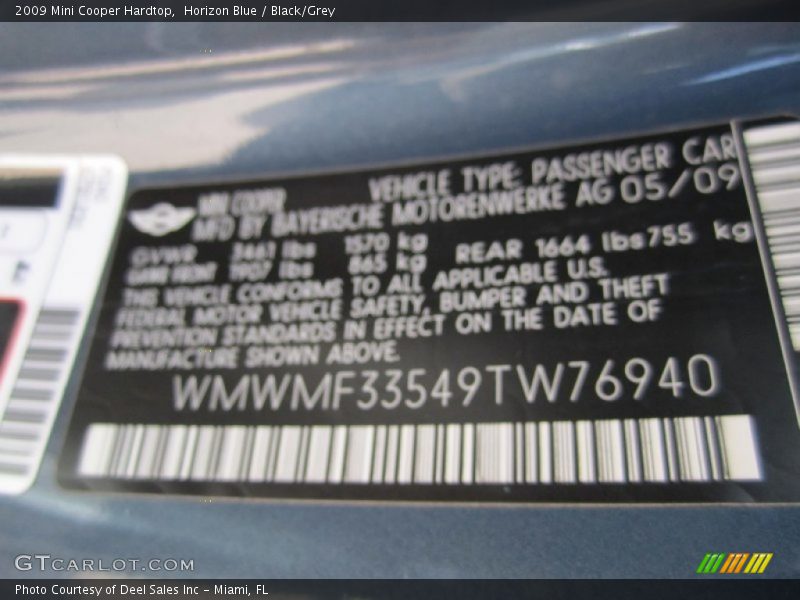 2009 Mini Cooper Hardtop,  Horizon Blue / Black/Grey
MINI COOPER VEHICLE TYPE: PASSENGER CAR
MFD BY BAYERISCHE MOTORENWERKE AG 05/09
GVWR 3461 lbs 1570 kg
GAWR FRONT 1907 lbs 865 kg REAR 1664 lbs 755 kg
THIS VEHICLE CONFORMS TO ALL APPLICABLE U.S.
FEDERAL MOTOR VEHICLE SAFETY, BUMPER AND THEFT
PREVENTION STANDARDS IN EFFECT ON THE DATE OF
MANUFACTURE SHOWN ABOVE.
WMWMF33549TW76940
GTCARLOT.COM
Photo Courtesy of Deel Sales Inc - Miami, FL